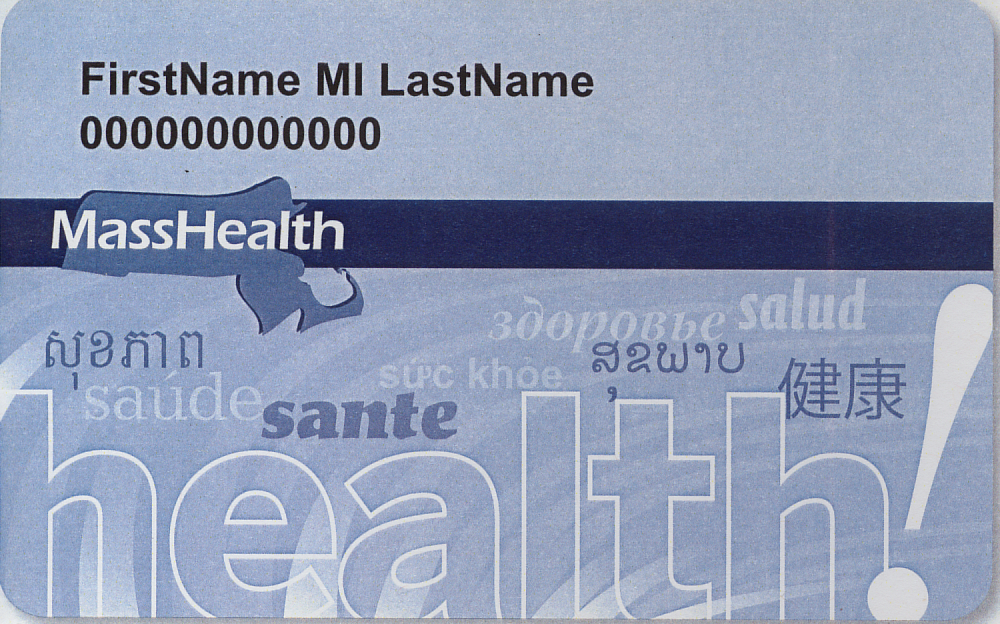 FirstName MI LastName
000000000000
MassHealth
здоровье salud
សុខភាព
sức khỏe
ສຸຂພາບ
健康
saúde
sante
health!